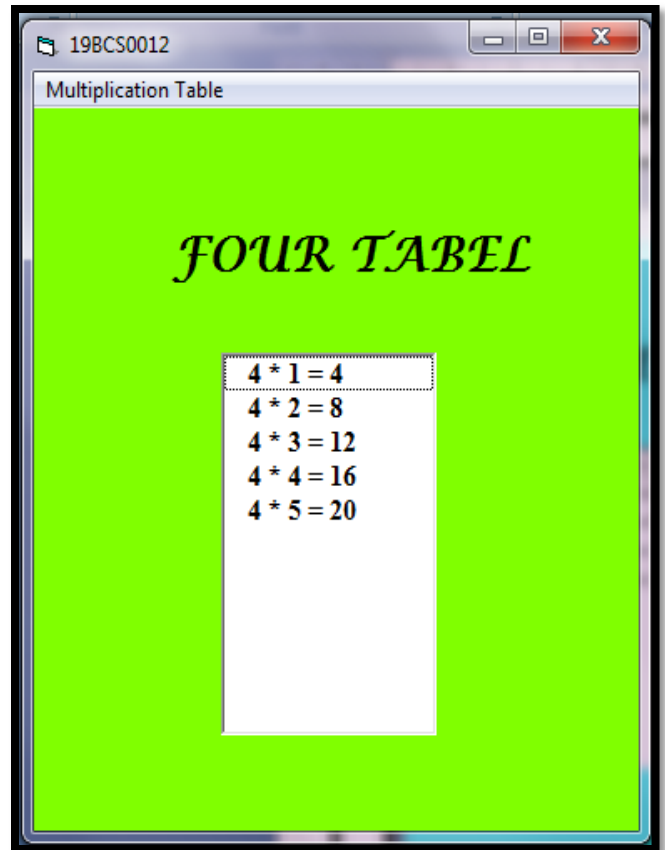 19BCS0012
Multiplication Table
FOUR TABEL
4 * 1 = 4
4 * 2 = 8
4 * 3 = 12
4 * 4 = 16
4 * 5 = 20